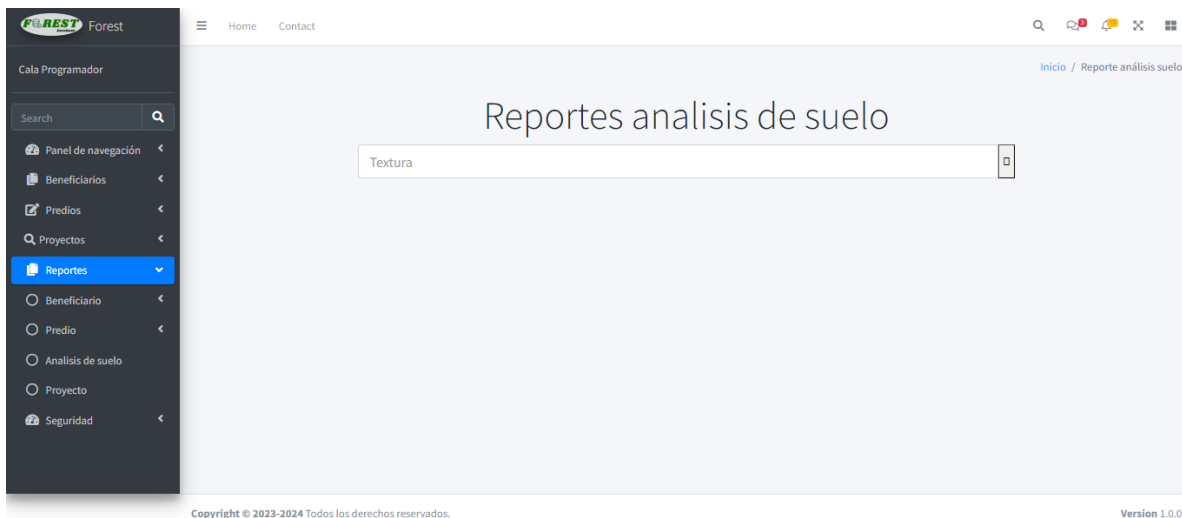 FOREST Forest
Home Contact
3
15
Cala Programador
Inicio / Reporte análisis suelo
Search
Reportes analisis de suelo
Textura
Panel de navegación
Beneficiarios
Predios
Proyectos
Reportes
Beneficiario
Predio
Analisis de suelo
Proyecto
Seguridad
Copyright © 2023-2024 Todos los derechos reservados.
Version 1.0.0